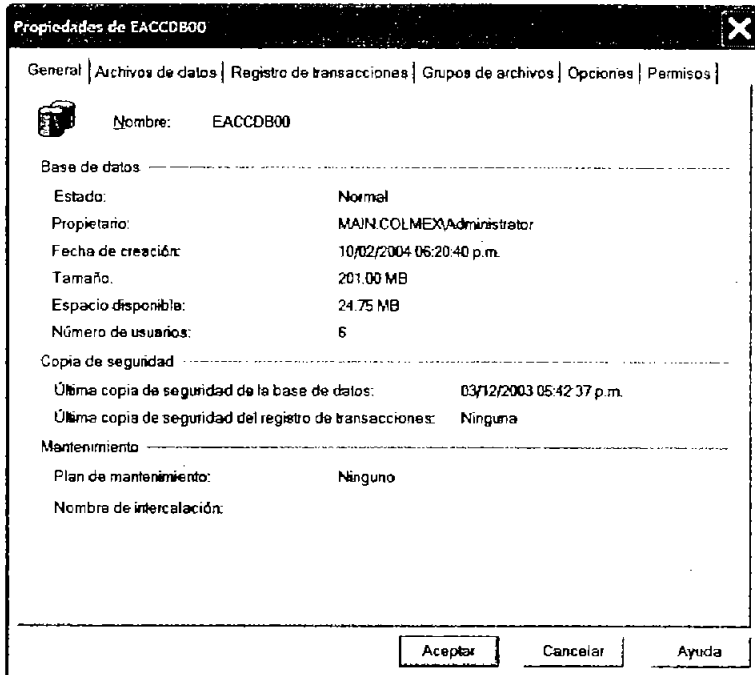 Propiedades de EACCDB00
General Archivos de datos Registro de transacciones Grupos de archivos Opciones Permisos
Nombre: EACCDB00
Base de datos
Estado: Normal
Propietario: MAIN.COLMEX\Administrator
Fecha de creación: 10/02/2004 06:20:40 p.m.
Tamaño: 201.00 MB
Espacio disponible: 24.75 MB
Número de usuarios: 6
Copia de seguridad
Última copia de seguridad de la base de datos: 03/12/2003 05:42:37 p.m.
Última copia de seguridad del registro de transacciones: Ninguna
Mantenimiento
Plan de mantenimiento: Ninguno
Nombre de intercalación:
Aceptar Cancelar Ayuda